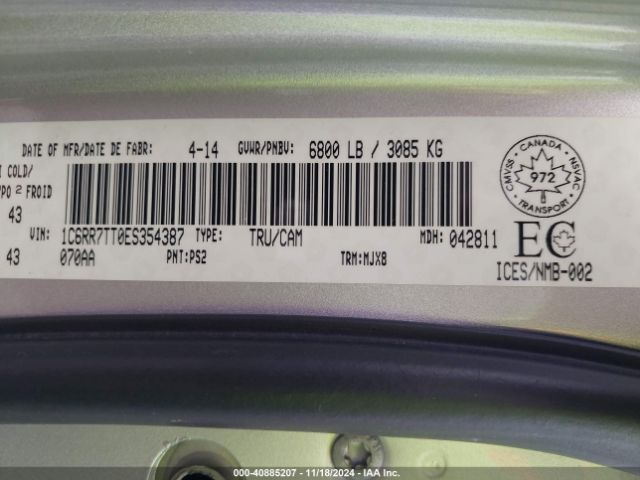 DATE OF MFR/DATE DE FABR: 4-14 GVWR/PNBV: 6800 LB / 3085 KG
COLD/
PO 2 FROID
43
VIN: 1C6RR7TT0ES354387 TYPE: TRU/CAM MDH: 042811
43 070AA PNT:PS2 TRM:MJX8
CANADA
CMVSS NSVAC
972
TRANSPORT
EC
ICES/NMB-002
000-40885207 - 11/18/2024 - IAA Inc.